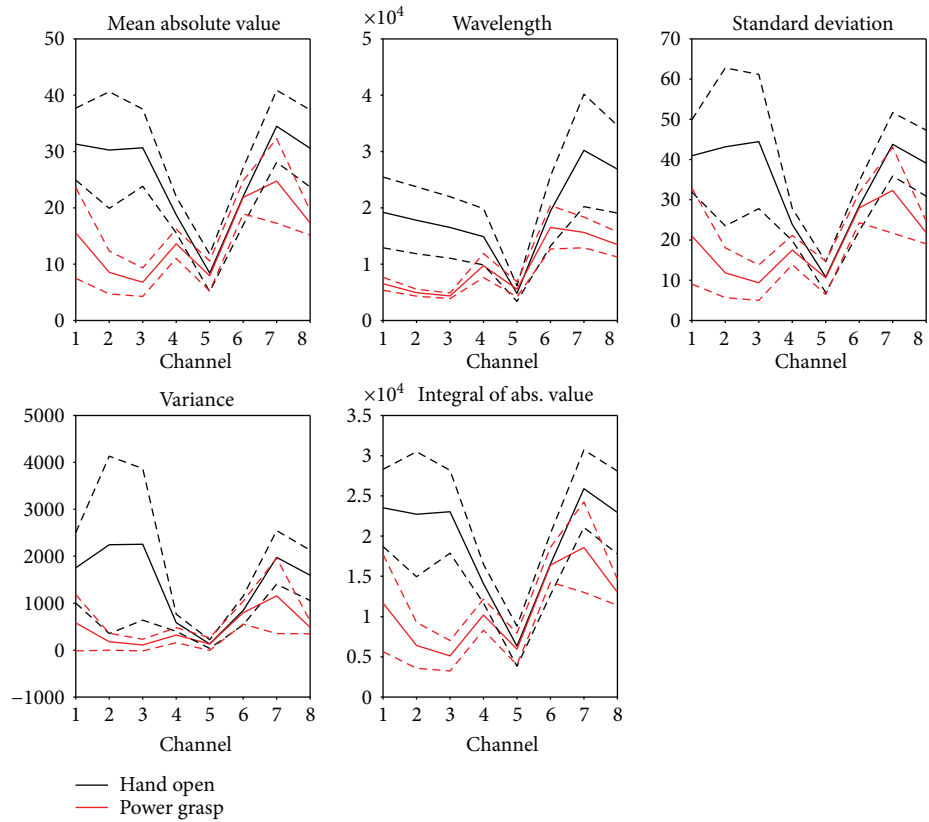 Mean absolute value
50
40
30
20
10
0
1 2 3 4 5 6 7 8
Channel
×10⁴
Wavelength
5
4
3
2
1
0
1 2 3 4 5 6 7 8
Channel
Standard deviation
70
60
50
40
30
20
10
0
1 2 3 4 5 6 7 8
Channel
Variance
5000
4000
3000
2000
1000
0
−1000
1 2 3 4 5 6 7 8
Channel
×10⁴
Integral of abs. value
3.5
3
2.5
2
1.5
1
0.5
0
1 2 3 4 5 6 7 8
Channel
Hand open
Power grasp